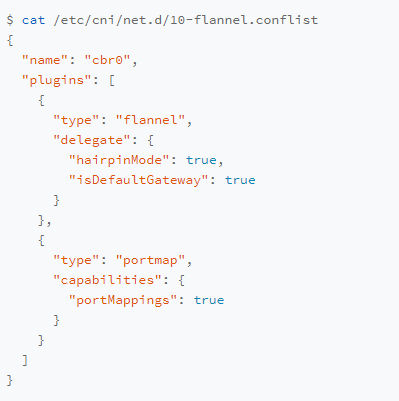 $ cat /etc/cni/net.d/10-flannel.conflist
{
  "name": "cbr0",
  "plugins": [
    {
      "type": "flannel",
      "delegate": {
        "hairpinMode": true,
        "isDefaultGateway": true
      }
    },
    {
      "type": "portmap",
      "capabilities": {
        "portMappings": true
      }
    }
  ]
}